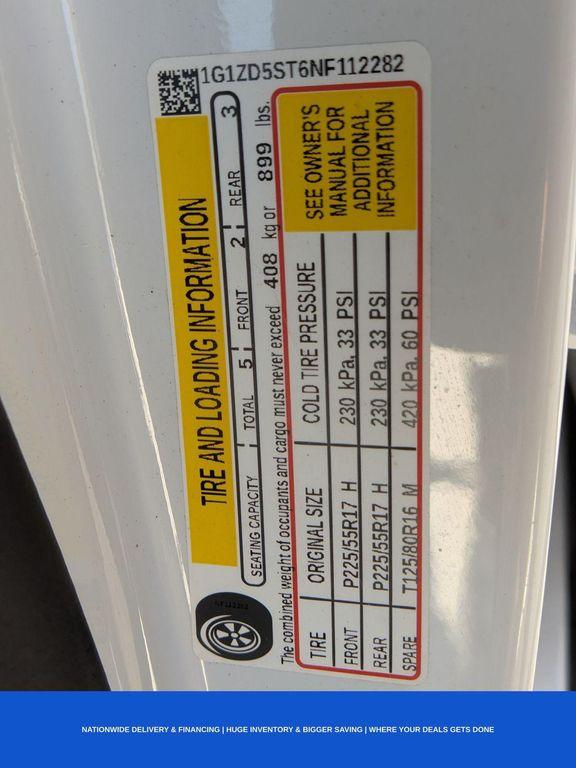 1G1ZD5ST6NF112282
TIRE AND LOADING INFORMATION
SEATING CAPACITY TOTAL 5 FRONT 2 REAR 3
The combined weight of occupants and cargo must never exceed 408 kg or 899 lbs.
TIRE ORIGINAL SIZE COLD TIRE PRESSURE
FRONT P225/55R17 H 230 kPa, 33 PSI
REAR P225/55R17 H 230 kPa, 33 PSI
SPARE T125/80R16 M 420 kPa, 60 PSI
SEE OWNER'S
MANUAL FOR
ADDITIONAL
INFORMATION
NATIONWIDE DELIVERY & FINANCING | HUGE INVENTORY & BIGGER SAVING | WHERE YOUR DEALS GETS DONE